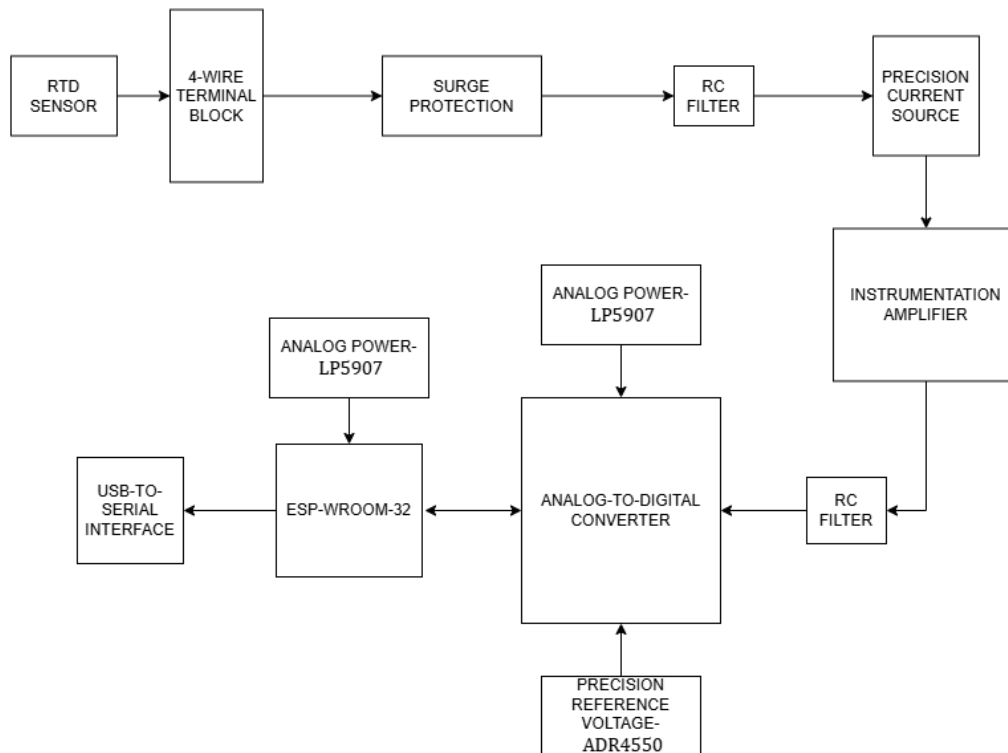 RTD
SENSOR
4-WIRE
TERMINAL
BLOCK
SURGE
PROTECTION
RC
FILTER
PRECISION
CURRENT
SOURCE
INSTRUMENTATION
AMPLIFIER
ANALOG POWER-
LP5907
ANALOG POWER-
LP5907
USB-TO-
SERIAL
INTERFACE
ESP-WROOM-32
ANALOG-TO-DIGITAL
CONVERTER
RC
FILTER
PRECISION
REFERENCE
VOLTAGE-
ADR4550